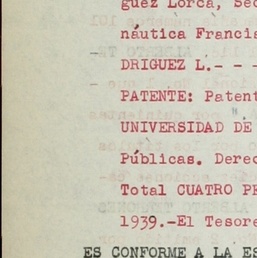 guez Lorca, Sec
náutica Francis
DRIGUEZ L.- - -
PATENTE: Patent
UNIVERSIDAD DE
Públicas. Derec
Total CUATRO PE
1939.-El Tesore
ES CONFORME A LA ES